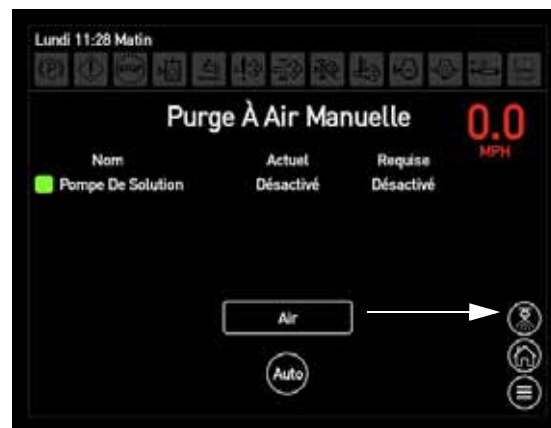 Lundi 11:28 Matin
Purge À Air Manuelle
0.0
MPH
Nom Actuel Requise
Pompe De Solution Désactivé Désactivé
Air
Auto